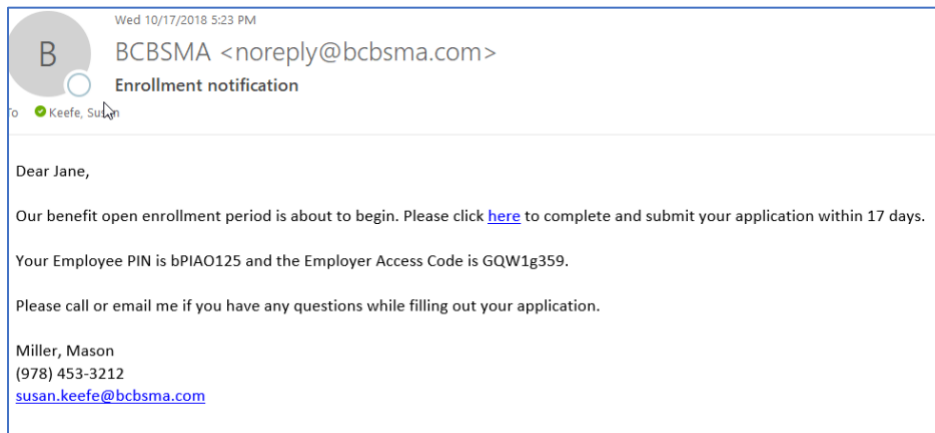 Wed 10/17/2018 5:23 PM
B
BCBSMA <noreply@bcbsma.com>
Enrollment notification
To Keefe, Susan
Dear Jane,
Our benefit open enrollment period is about to begin. Please click here to complete and submit your application within 17 days.
Your Employee PIN is bPIAO125 and the Employer Access Code is GQW1g359.
Please call or email me if you have any questions while filling out your application.
Miller, Mason
(978) 453-3212
susan.keefe@bcbsma.com